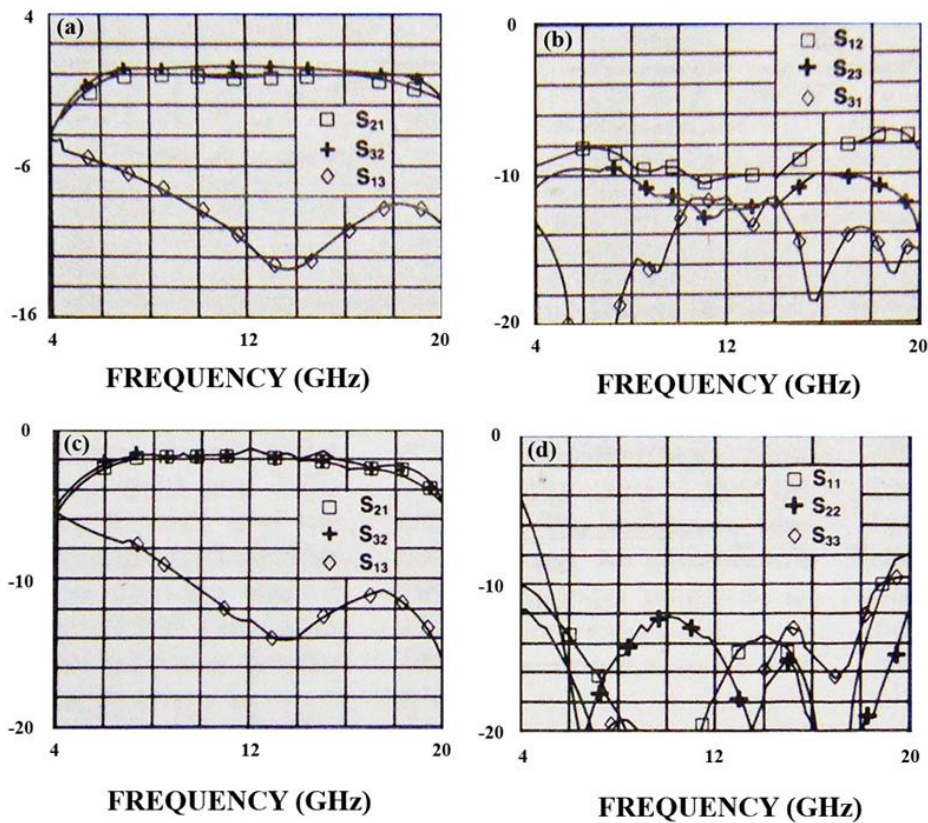 4
(a)
S21
S32
S13
-6
-16
4
12
20
FREQUENCY (GHz)
0
(b)
S12
S23
S31
-10
-20
4
12
20
FREQUENCY (GHz)
0
(c)
S21
S32
S13
-10
-20
4
12
20
FREQUENCY (GHz)
0
(d)
S11
S22
S33
-10
-20
4
12
20
FREQUENCY (GHz)